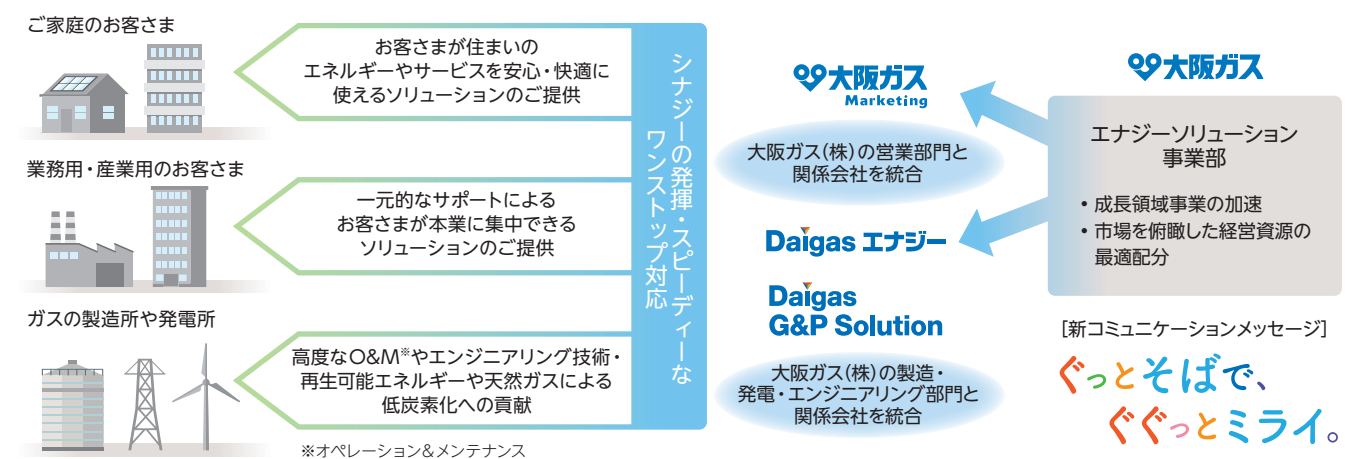 ご家庭のお客さま
お客さまが住まいの
エネルギーやサービスを安心・快適に
使えるソリューションのご提供
業務用・産業用のお客さま
一元的なサポートによる
お客さまが本業に集中できる
ソリューションのご提供
ガスの製造所や発電所
高度なO&M※やエンジニアリング技術・
再生可能エネルギーや天然ガスによる
低炭素化への貢献
※オペレーション&メンテナンス
シナジーの発揮・スピーディーな
ワンストップ対応
大阪ガス
Marketing
大阪ガス(株)の営業部門と
関係会社を統合
Daigas エナジー
Daigas
G&P Solution
大阪ガス(株)の製造・
発電・エンジニアリング部門と
関係会社を統合
大阪ガス
エナジーソリューション
事業部
・成長領域事業の加速
・市場を俯瞰した経営資源の
最適配分
[新コミュニケーションメッセージ]
ぐっとそばで、
ぐぐっとミライ。